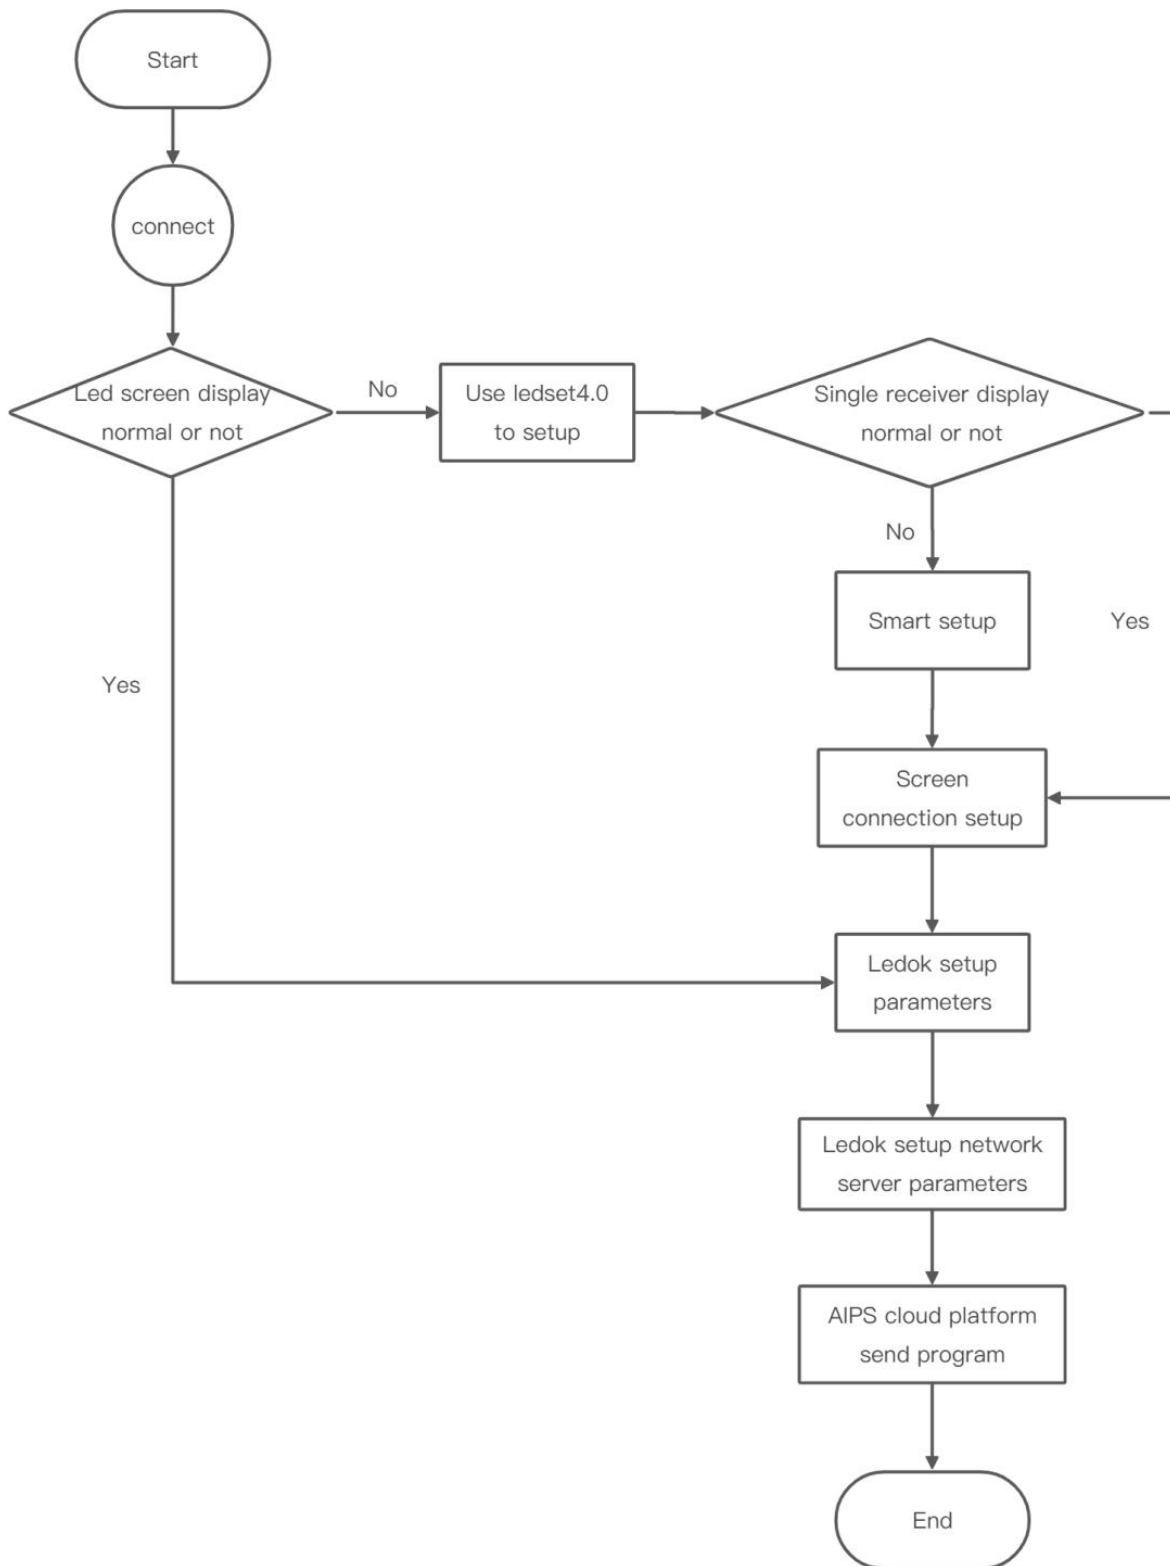 Start
connect
Led screen display
normal or not
No
Use ledset4.0
to setup
Single receiver display
normal or not
No
Smart setup
Yes
Yes
Screen
connection setup
Ledok setup
parameters
Ledok setup network
server parameters
AIPS cloud platform
send program
End